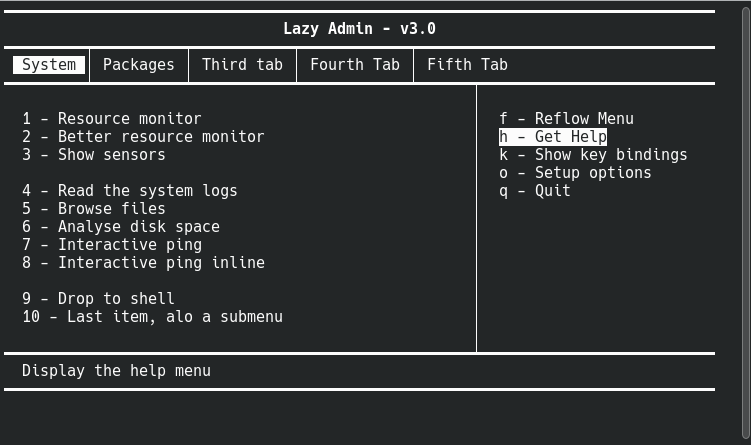 Lazy Admin - v3.0
System Packages Third tab Fourth Tab Fifth Tab
1 - Resource monitor
2 - Better resource monitor
3 - Show sensors
4 - Read the system logs
5 - Browse files
6 - Analyse disk space
7 - Interactive ping
8 - Interactive ping inline
9 - Drop to shell
10 - Last item, alo a submenu
f - Reflow Menu
h - Get Help
k - Show key bindings
o - Setup options
q - Quit
Display the help menu